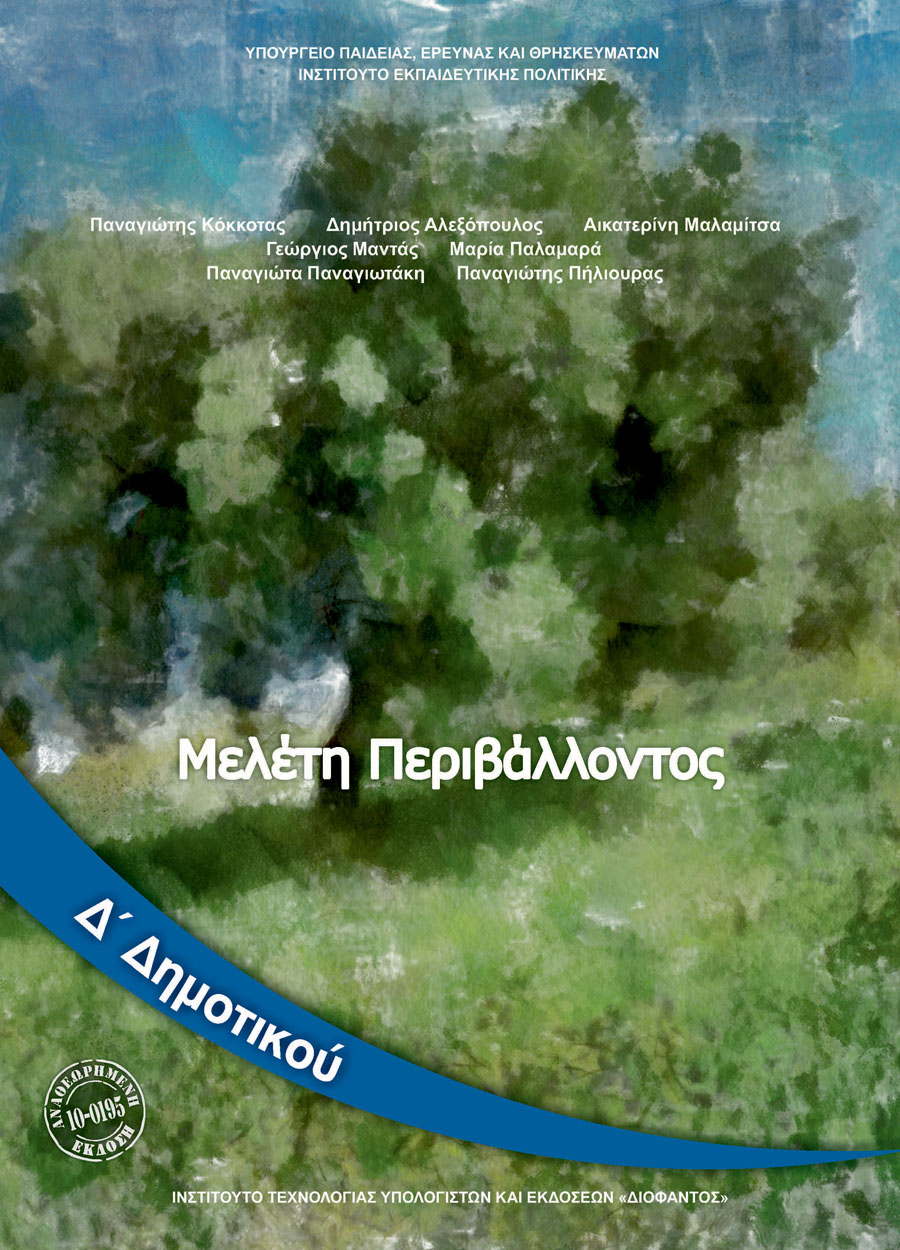 ΥΠΟΥΡΓΕΙΟ ΠΑΙΔΕΙΑΣ, ΕΡΕΥΝΑΣ ΚΑΙ ΘΡΗΣΚΕΥΜΑΤΩΝ
ΙΝΣΤΙΤΟΥΤΟ ΕΚΠΑΙΔΕΥΤΙΚΗΣ ΠΟΛΙΤΙΚΗΣ
Παναγιώτης Κόκκοτας Δημήτριος Αλεξόπουλος Αικατερίνη Μαλαμίτσα
Γεώργιος Μαντάς Μαρία Παλαμαρά
Παναγιώτα Παναγιωτάκη Παναγιώτης Πήλιουρας
Μελέτη Περιβάλλοντος
Δ΄ Δημοτικού
ΑΝΑΘΕΩΡΗΜΕΝΗ
10-0195
ΕΚΔΟΣΗ
ΙΝΣΤΙΤΟΥΤΟ ΤΕΧΝΟΛΟΓΙΑΣ ΥΠΟΛΟΓΙΣΤΩΝ ΚΑΙ ΕΚΔΟΣΕΩΝ «ΔΙΟΦΑΝΤΟΣ»